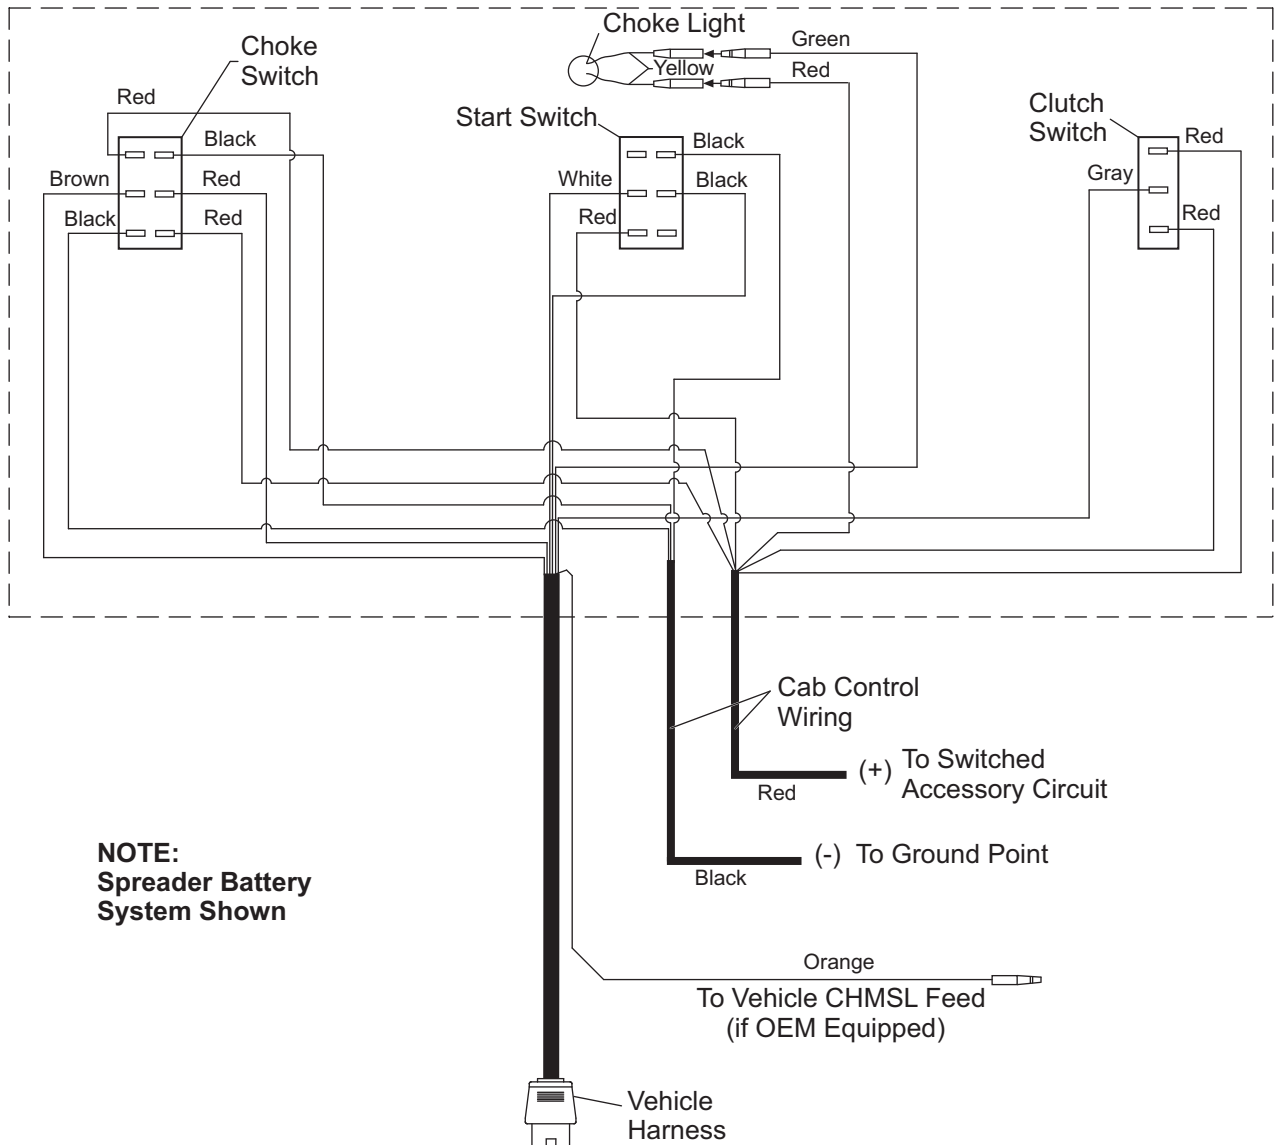 Choke Light
Green
Yellow
Red
Choke
Switch
Red
Black
Brown
Red
Black
Red
Start Switch
Black
White
Black
Red
Clutch
Switch
Red
Gray
Red
Cab Control
Wiring
(+) To Switched
Accessory Circuit
Red
(-) To Ground Point
Black
NOTE:
Spreader Battery
System Shown
Orange
To Vehicle CHMSL Feed
(if OEM Equipped)
Vehicle
Harness